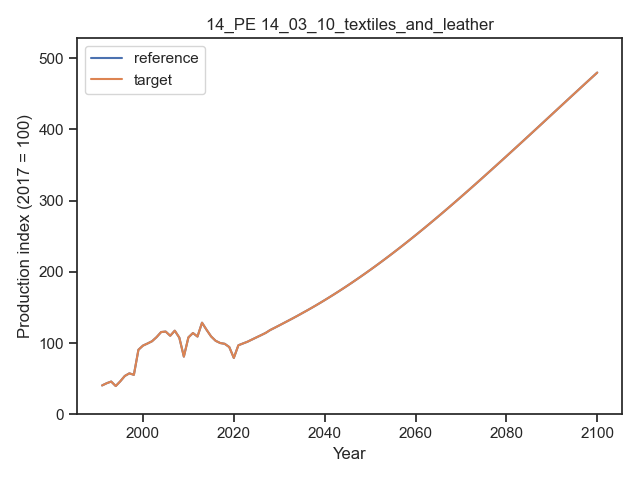 14_PE 14_03_10_textiles_and_leather
reference
target
Production index (2017 = 100)
500
400
300
200
100
0
2000 2020 2040 2060 2080 2100
Year